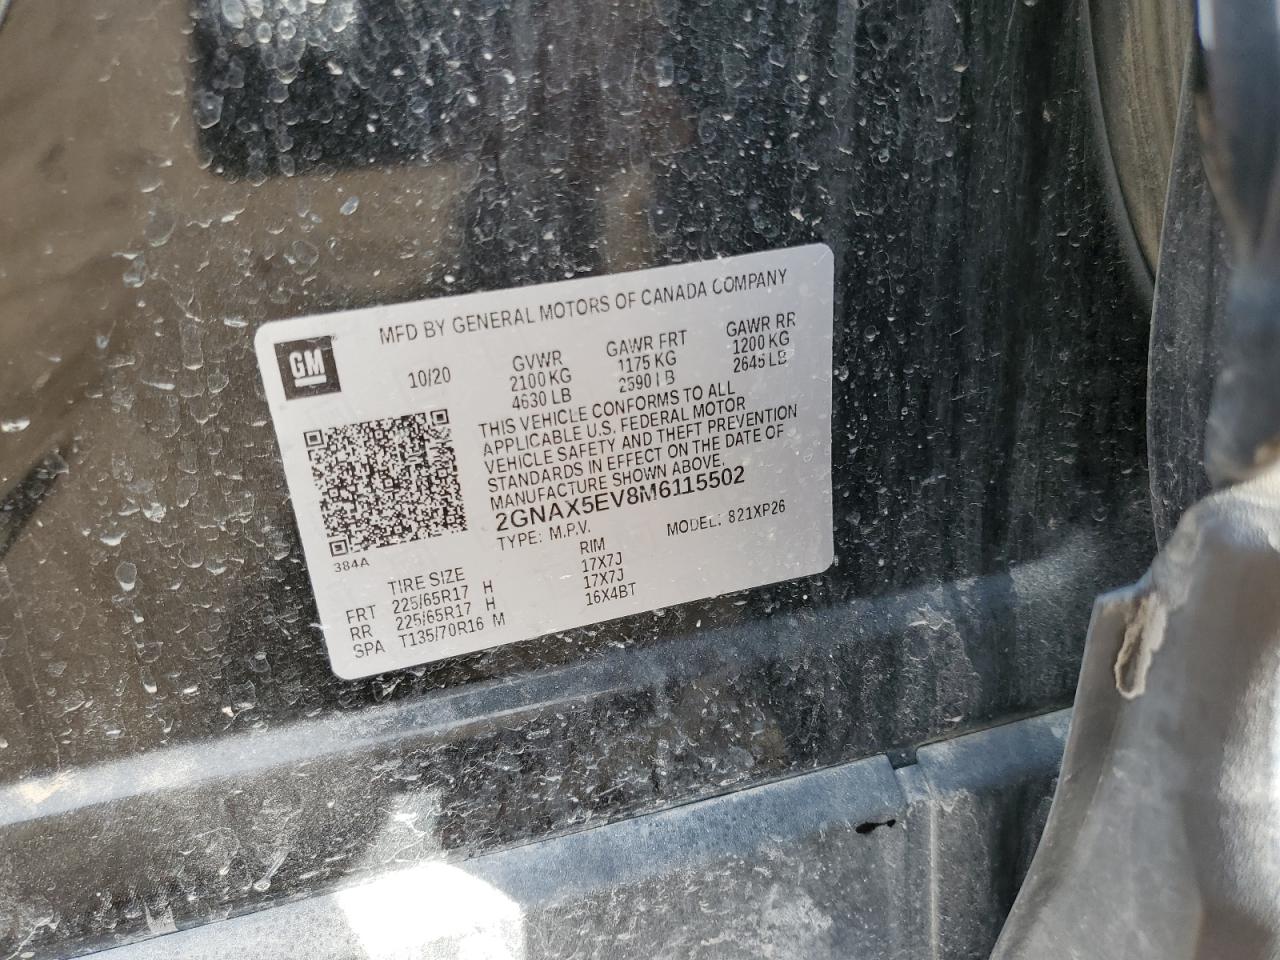 MFD BY GENERAL MOTORS OF CANADA COMPANY
GM
10/20
GVWR
2100 KG
4630 LB
GAWR FRT
1175 KG
2590 LB
GAWR RR
1200 KG
2645 LB
THIS VEHICLE CONFORMS TO ALL
APPLICABLE U.S. FEDERAL MOTOR
VEHICLE SAFETY AND THEFT PREVENTION
STANDARDS IN EFFECT ON THE DATE OF
MANUFACTURE SHOWN ABOVE
2GNAX5EV8M6115502
TYPE: M.P.V.
MODEL: 821XP26
384A
TIRE SIZE
RIM
FRT 225/65R17 H 17X7J
RR 225/65R17 H 17X7J
SPA T135/70R16 M 16X4BT